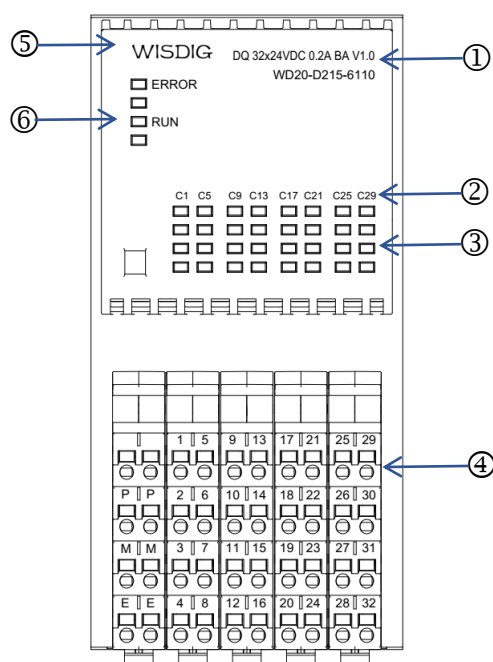 ⑤ WISDIG DQ 32x24VDC 0.2A BA V1.0 ①
WD20-D215-6110
ERROR
⑥ RUN
C1 C5 C9 C13 C17 C21 C25 C29 ②
③
1 5 9 13 17 21 25 29 ④
P P 2 6 10 14 18 22 26 30
M M 3 7 11 15 19 23 27 31
E E 4 8 12 16 20 24 28 32